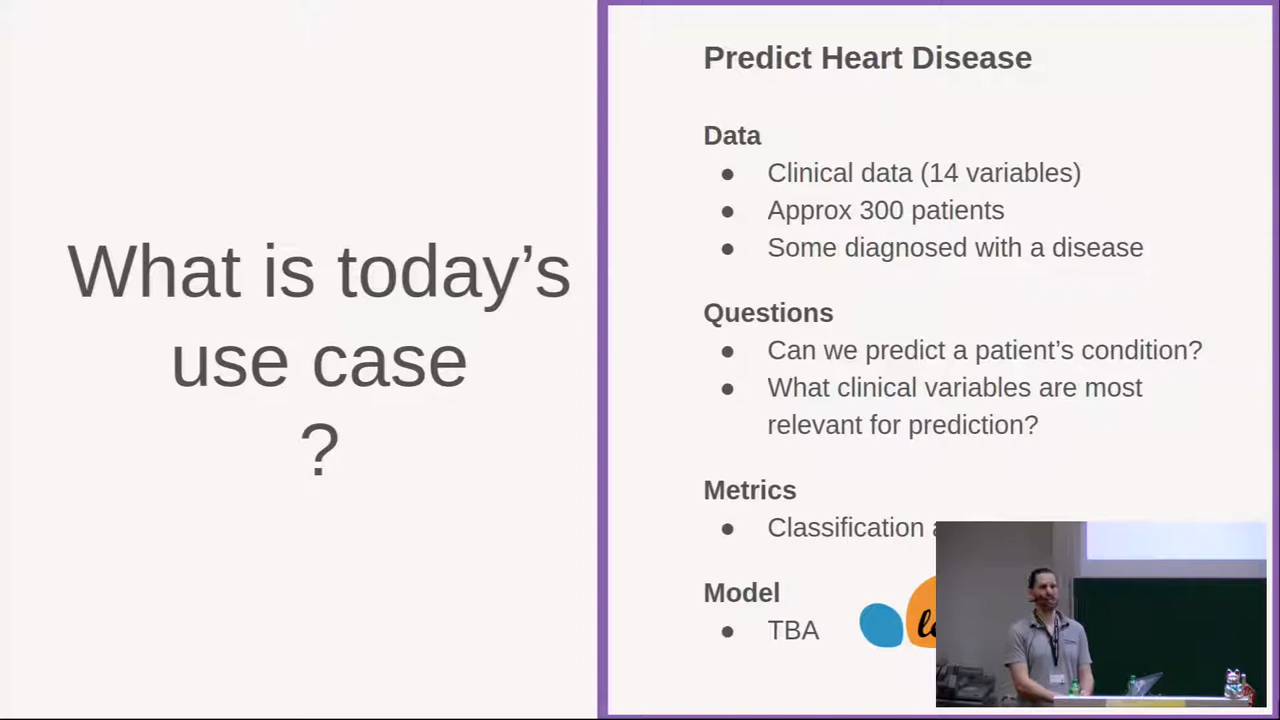 What is today’s
use case
?
Predict Heart Disease
Data
● Clinical data (14 variables)
● Approx 300 patients
● Some diagnosed with a disease
Questions
● Can we predict a patient’s condition?
● What clinical variables are most
relevant for prediction?
Metrics
● Classification
Model
● TBA